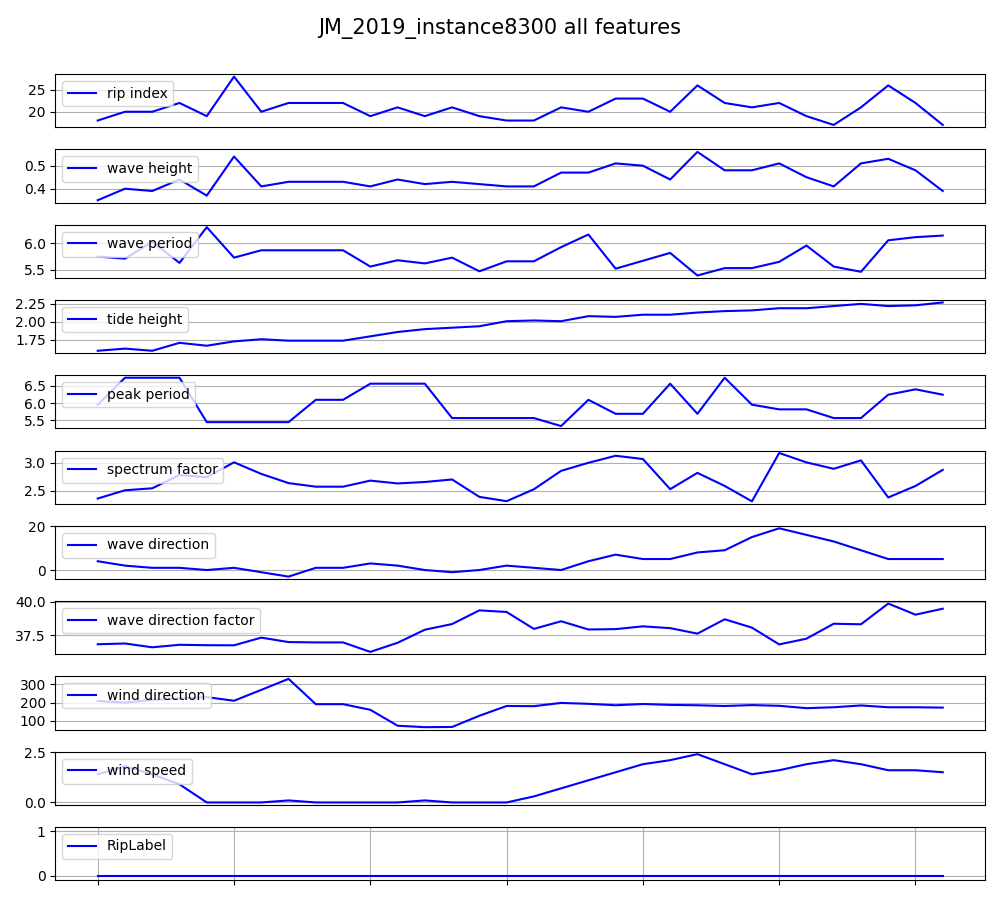 JM_2019_instance8300 all features
25
20
rip index
0.5
0.4
wave height
6.0
5.5
wave period
2.25
2.00
1.75
tide height
6.5
6.0
5.5
peak period
3.0
2.5
spectrum factor
20
0
wave direction
40.0
37.5
wave direction factor
300
200
100
wind direction
2.5
0.0
wind speed
1
0
RipLabel